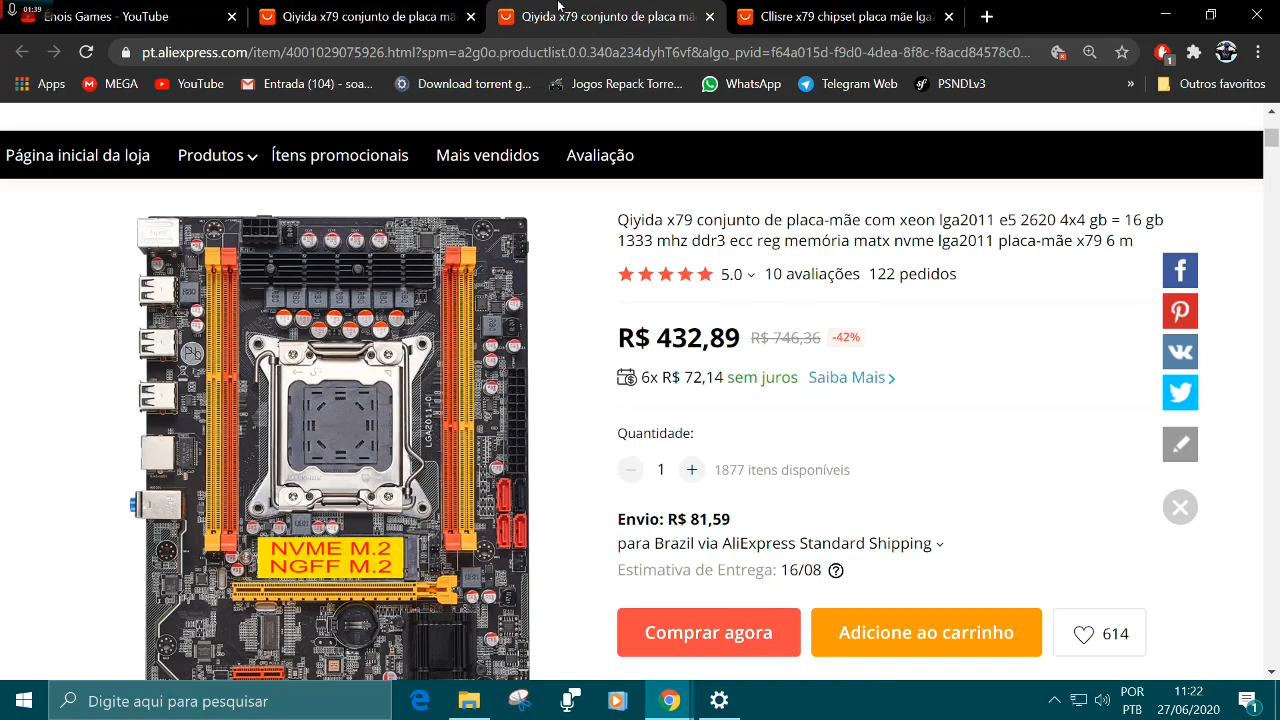 01:39
Enois Games - YouTube
Qiyida x79 conjunto de placa mã
Qiyida x79 conjunto de placa mã
Cllisre x79 chipset placa mãe lga2
pt.aliexpress.com/item/4001029075926.html?spm=a2g0o.productlist.0.0.340a234dyhT6vf&algo_pvid=f64a015d-f9d0-4dea-8f8c-f8acd84578c0...
1
Apps
MEGA
YouTube
Entrada (104) - soa...
Download torrent g...
Jogos Repack Torre...
WhatsApp
Telegram Web
PSNDLv3
»
Outros favoritos
Página inicial da loja
Produtos
Ítens promocionais
Mais vendidos
Avaliação
Qiyida x79 conjunto de placa-mãe com xeon lga2011 e5 2620 4x4 gb = 16 gb
1333 mhz ddr3 ecc reg memória matx nvme lga2011 placa-mãe x79 6 m
5.0
10 avaliações
122 pedidos
R$ 432,89
R$ 746,36
-42%
6x R$ 72,14 sem juros
Saiba Mais
Quantidade:
1
1877 itens disponíveis
Envio: R$ 81,59
para Brazil via AliExpress Standard Shipping
Estimativa de Entrega: 16/08
Comprar agora
Adicione ao carrinho
614
LGA2011-0
NVME M.2
NGFF M.2
Digite aqui para pesquisar
POR
PTB
11:22
27/06/2020
1